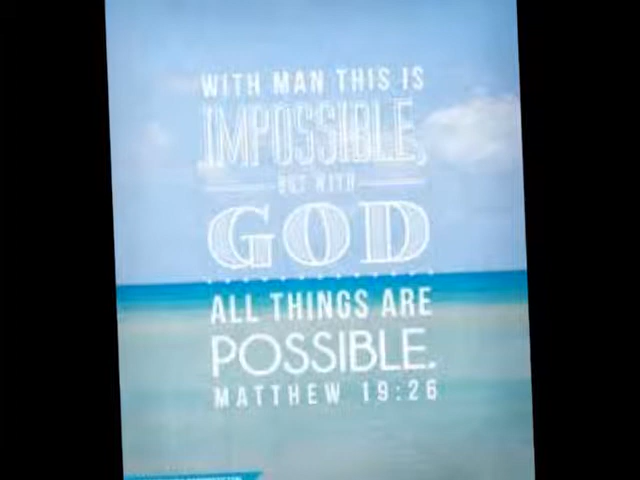 WITH MAN THIS IS
IMPOSSIBLE,
BUT WITH
GOD
ALL THINGS ARE
POSSIBLE.
MATTHEW 19:26